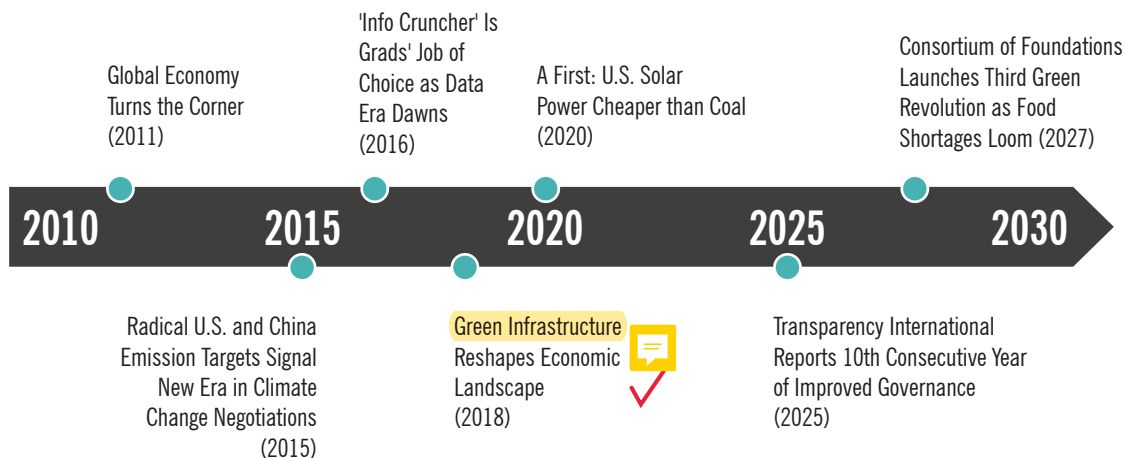 Global Economy
Turns the Corner
(2011)
'Info Cruncher' Is
Grads' Job of
Choice as Data
Era Dawns
(2016)
A First: U.S. Solar
Power Cheaper than Coal
(2020)
Consortium of Foundations
Launches Third Green
Revolution as Food
Shortages Loom (2027)
2010
2015
2020
2025
2030
Radical U.S. and China
Emission Targets Signal
New Era in Climate
Change Negotiations
(2015)
Green Infrastructure
Reshapes Economic
Landscape
(2018)
Transparency International
Reports 10th Consecutive Year
of Improved Governance
(2025)